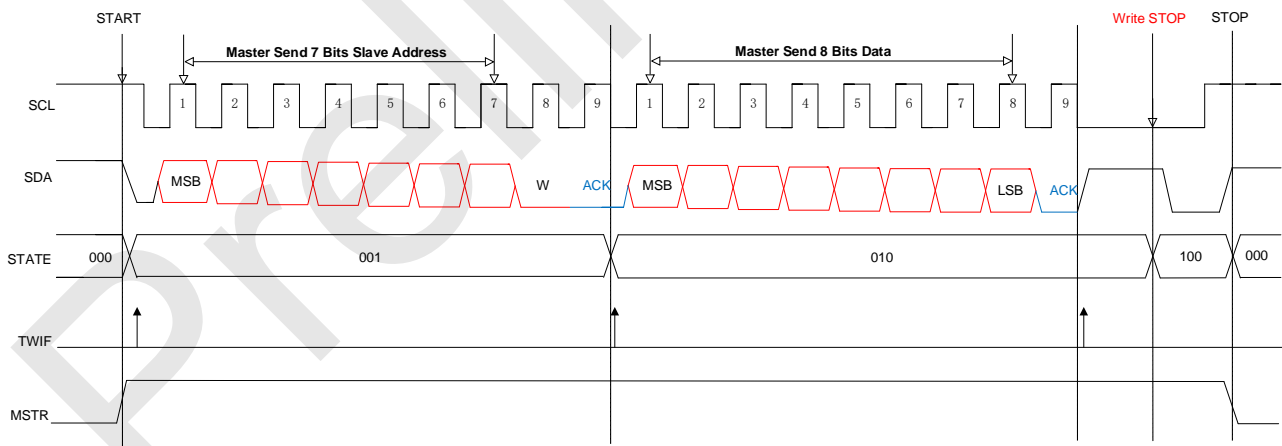 START Write STOP STOP
Master Send 7 Bits Slave Address Master Send 8 Bits Data
SCL 1 2 3 4 5 6 7 8 9 1 2 3 4 5 6 7 8 9
SDA MSB W ACK MSB LSB ACK
STATE 000 001 010 100 000
TWIF
MSTR